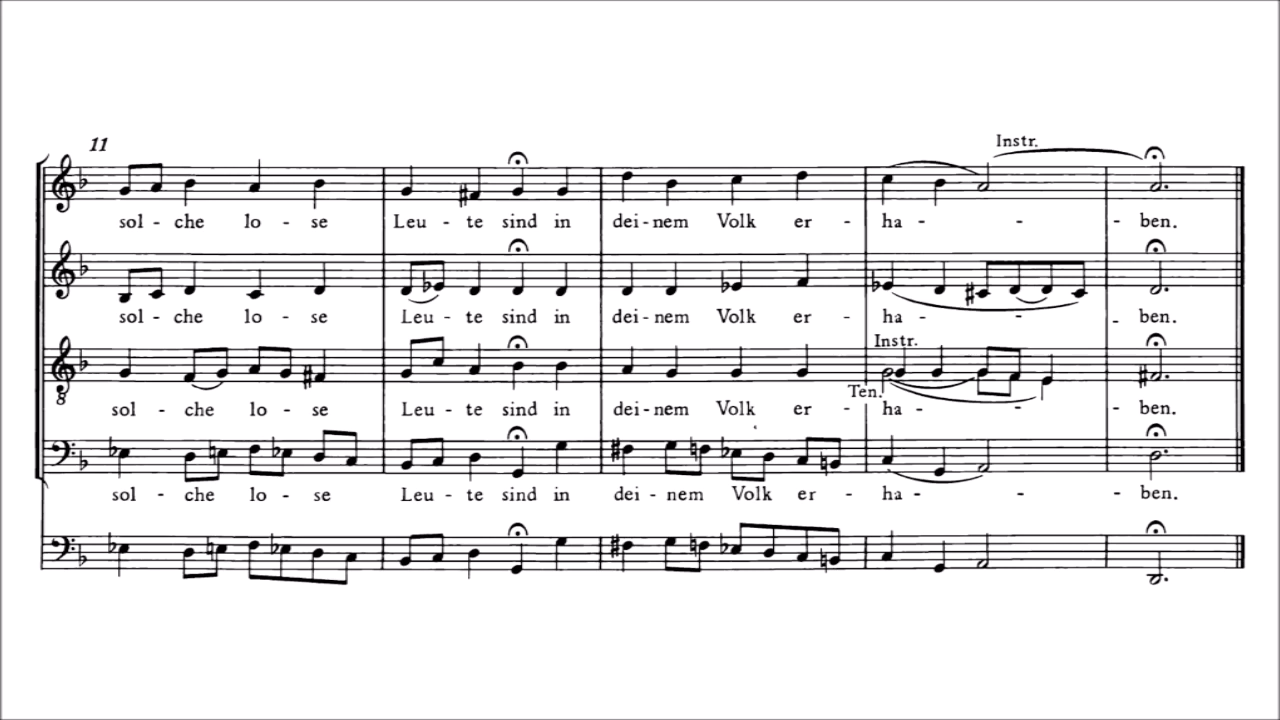 11
Instr.
sol - che lo - se Leu - te sind in dei - nem Volk er - ha - - - ben.
sol - che lo - se Leu - te sind in dei - nem Volk er - ha - - - ben.
Instr.
8
Ten.
sol - che lo - se Leu - te sind in dei - nem Volk er - ha - - - ben.
sol - che lo - se Leu - te sind in dei - nem Volk er - ha - - - ben.